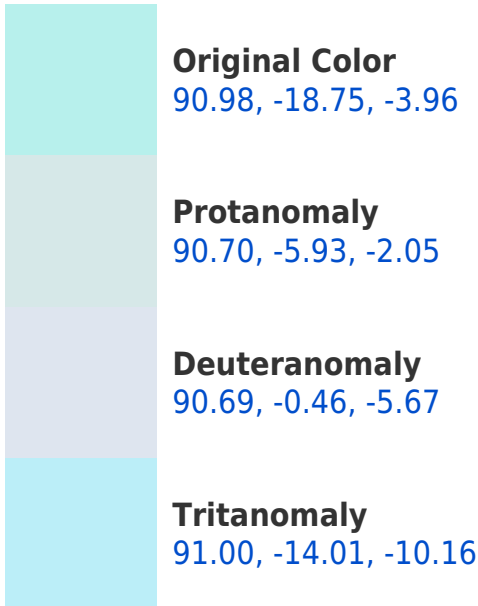 Original Color
90.98, -18.75, -3.96
Protanomaly
90.70, -5.93, -2.05
Deuteranomaly
90.69, -0.46, -5.67
Tritanomaly
91.00, -14.01, -10.16